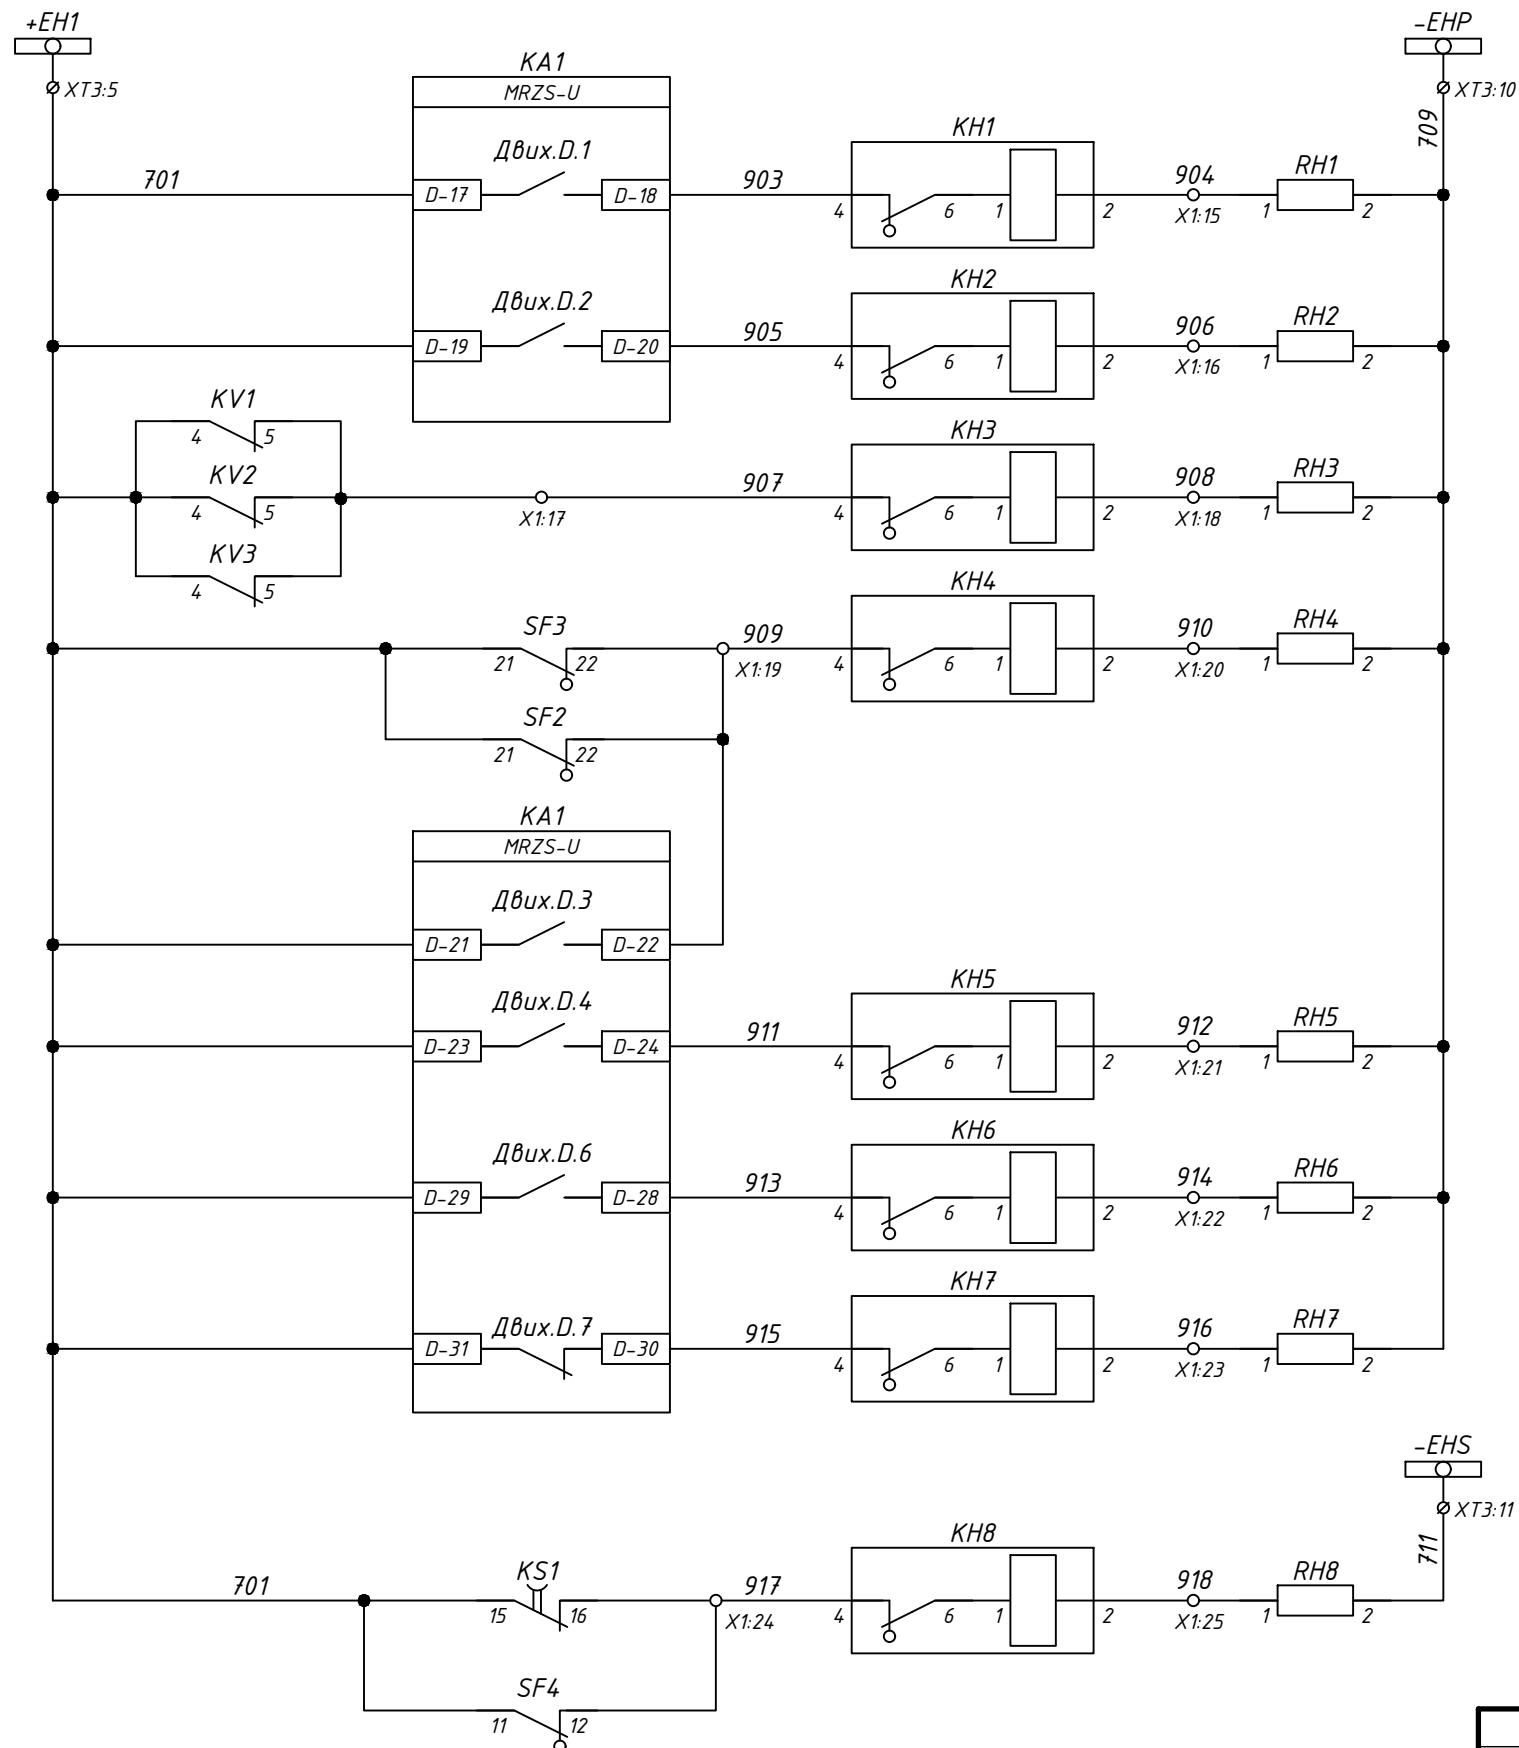 +EH1
-EHP
XT3:5
XT3:10
KA1
MRZS-U
709
701
Двих.D.1
D-17
D-18
903
KH1
4
6
1
2
904
X1:15
RH1
1
2
Двих.D.2
D-19
D-20
905
KH2
4
6
1
2
906
X1:16
RH2
1
2
KV1
4
5
KV2
4
5
KV3
4
5
X1:17
907
KH3
4
6
1
2
908
X1:18
RH3
1
2
SF3
21
22
909
X1:19
KH4
4
6
1
2
910
X1:20
RH4
1
2
SF2
21
22
KA1
MRZS-U
Двих.D.3
D-21
D-22
Двих.D.4
D-23
D-24
911
KH5
4
6
1
2
912
X1:21
RH5
1
2
Двих.D.6
D-29
D-28
913
KH6
4
6
1
2
914
X1:22
RH6
1
2
Двих.D.7
D-31
D-30
915
KH7
4
6
1
2
916
X1:23
RH7
1
2
-EHS
XT3:11
711
701
KS1
15
16
917
X1:24
KH8
4
6
1
2
918
X1:25
RH8
1
2
SF4
11
12